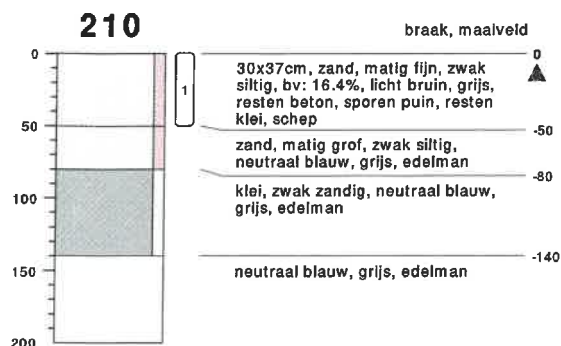 210
braak, maaiveld
0
0
30x37cm, zand, matig fijn, zwak
siltig, bv: 16.4%, licht bruin, grijs,
resten beton, sporen puin, resten
klei, schep
1
50
-50
zand, matig grof, zwak siltig,
neutraal blauw, grijs, edelman
-80
klei, zwak zandig, neutraal blauw,
grijs, edelman
100
-140
neutraal blauw, grijs, edelman
150
200